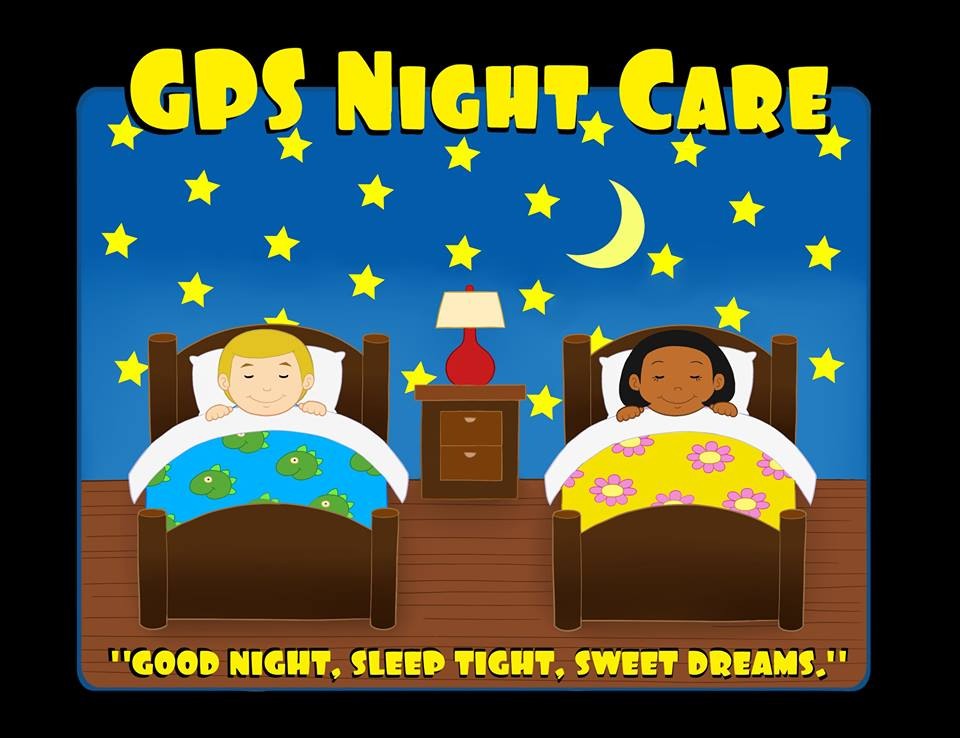 GPS NIGHT CARE
"GOOD NIGHT, SLEEP TIGHT, SWEET DREAMS."